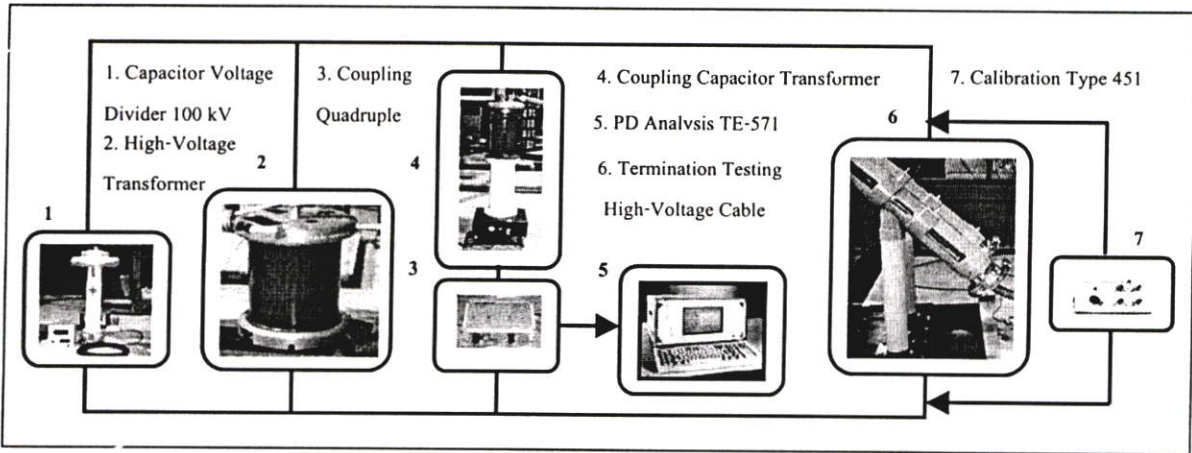 1. Capacitor Voltage
Divider 100 kV
2. High-Voltage
Transformer
3. Coupling
Quadruple
4. Coupling Capacitor Transformer
5. PD Analvsis TE-571
6. Termination Testing
High-Voltage Cable
7. Calibration Type 451
1
2
4
3
5
6
7